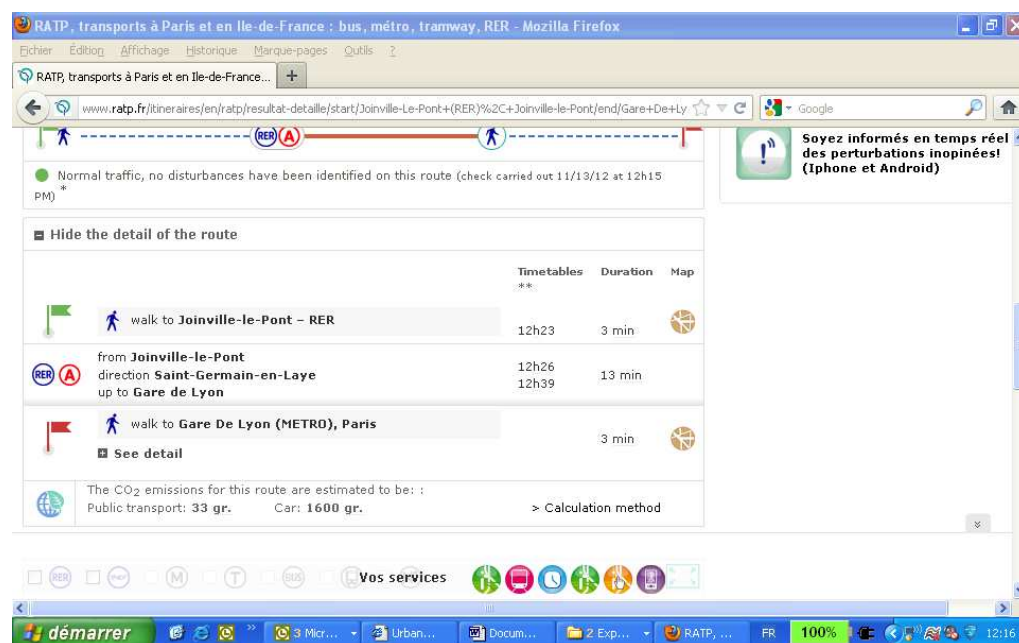 RATP, transports à Paris et en Ile-de-France : bus, métro, tramway, RER - Mozilla Firefox
Fichier Édition Affichage Historique Marque-pages Outils ?
RATP, transports à Paris et en Ile-de-France... +
www.ratp.fr/itineraires/en/ratp/resultat-detaille/start/Joinville-Le-Pont+(RER)%2C+Joinville-le-Pont/end/Gare+De+Ly Google
RER A
Soyez informés en temps réel
des perturbations inopinées!
(Iphone et Android)
Normal traffic, no disturbances have been identified on this route (check carried out 11/13/12 at 12h15
PM) *
Hide the detail of the route
Timetables Duration Map
**
walk to Joinville-le-Pont – RER
12h23 3 min
from Joinville-le-Pont
RER A direction Saint-Germain-en-Laye
up to Gare de Lyon
12h26
12h39
13 min
walk to Gare De Lyon (METRO), Paris
3 min
See detail
The CO2 emissions for this route are estimated to be: :
Public transport: 33 gr. Car: 1600 gr. > Calculation method
RER M T BUS Vos services
démarrer 3 Micr... Urban... Docum... 2 Exp... RATP, ... FR 100% 12:16